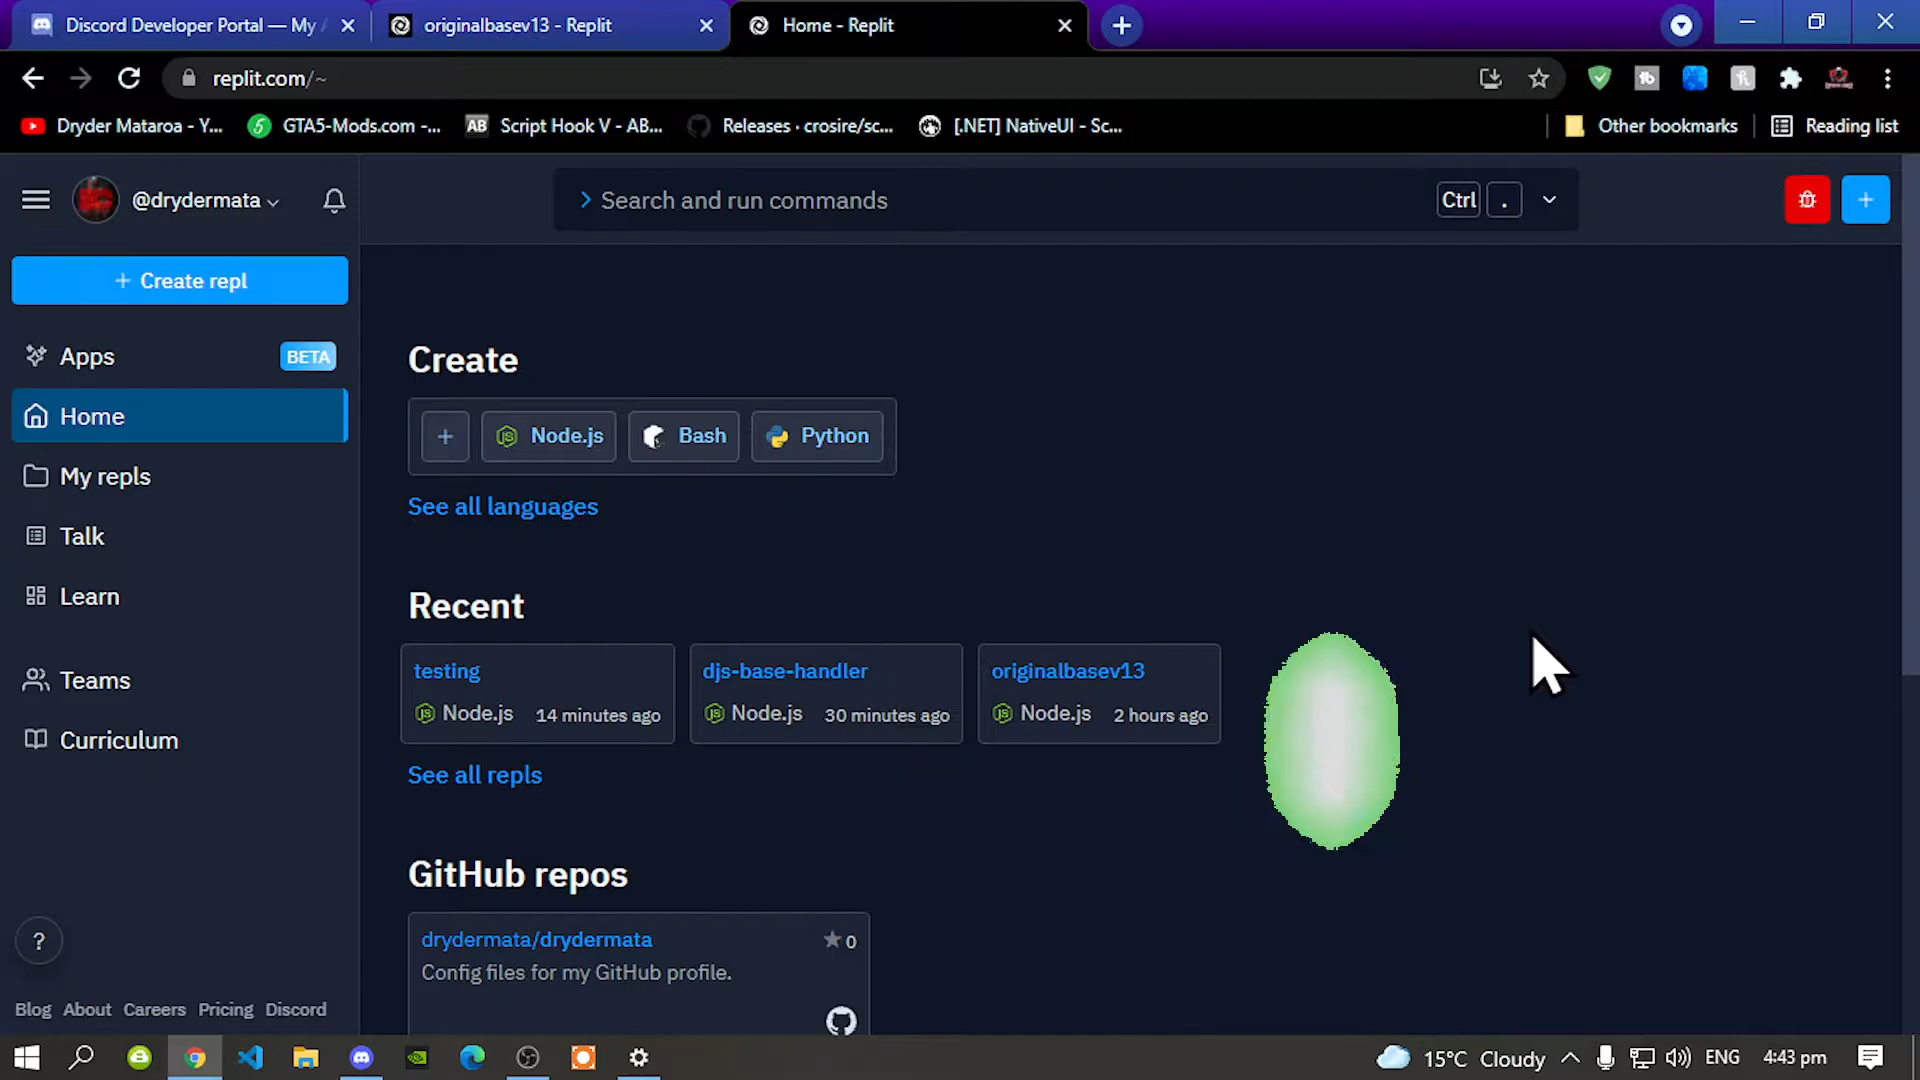 Discord Developer Portal — My A
originalbasev13 - Replit
Home - Replit
replit.com/~
Dryder Mataroa - Y...
GTA5-Mods.com -...
AB Script Hook V - AB...
Releases · crosire/sc...
[.NET] NativeUI - Sc...
Other bookmarks
Reading list
@drydermata
Search and run commands
Ctrl .
+ Create repl
Apps BETA
Home
My repls
Talk
Learn
Teams
Curriculum
?
Blog About Careers Pricing Discord
Create
+ Node.js Bash Python
See all languages
Recent
testing
Node.js 14 minutes ago
djs-base-handler
Node.js 30 minutes ago
originalbasev13
Node.js 2 hours ago
See all repls
GitHub repos
drydermata/drydermata 0
Config files for my GitHub profile.
15°C Cloudy ENG 4:43 pm